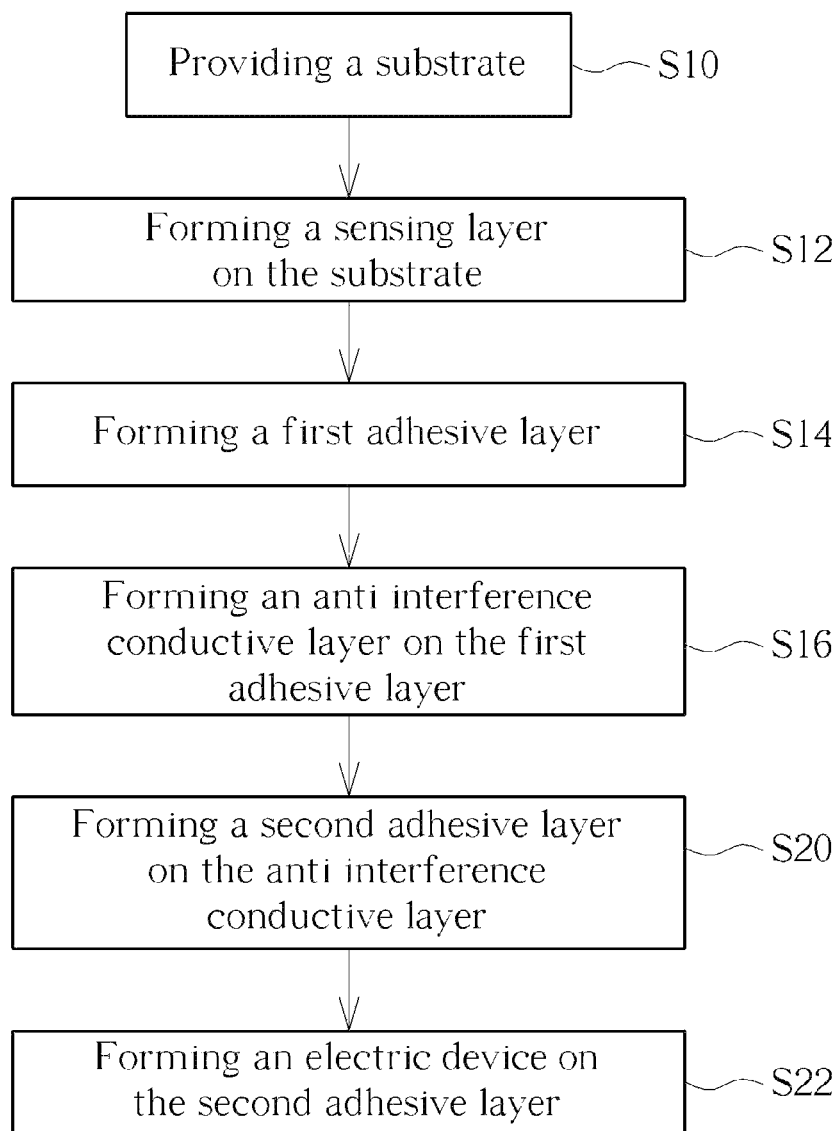 Providing a substrate
S10
Forming a sensing layer
on the substrate
S12
Forming a first adhesive layer
S14
Forming an anti interference
conductive layer on the first
adhesive layer
S16
Forming a second adhesive layer
on the anti interference
conductive layer
S20
Forming an electric device on
the second adhesive layer
S22